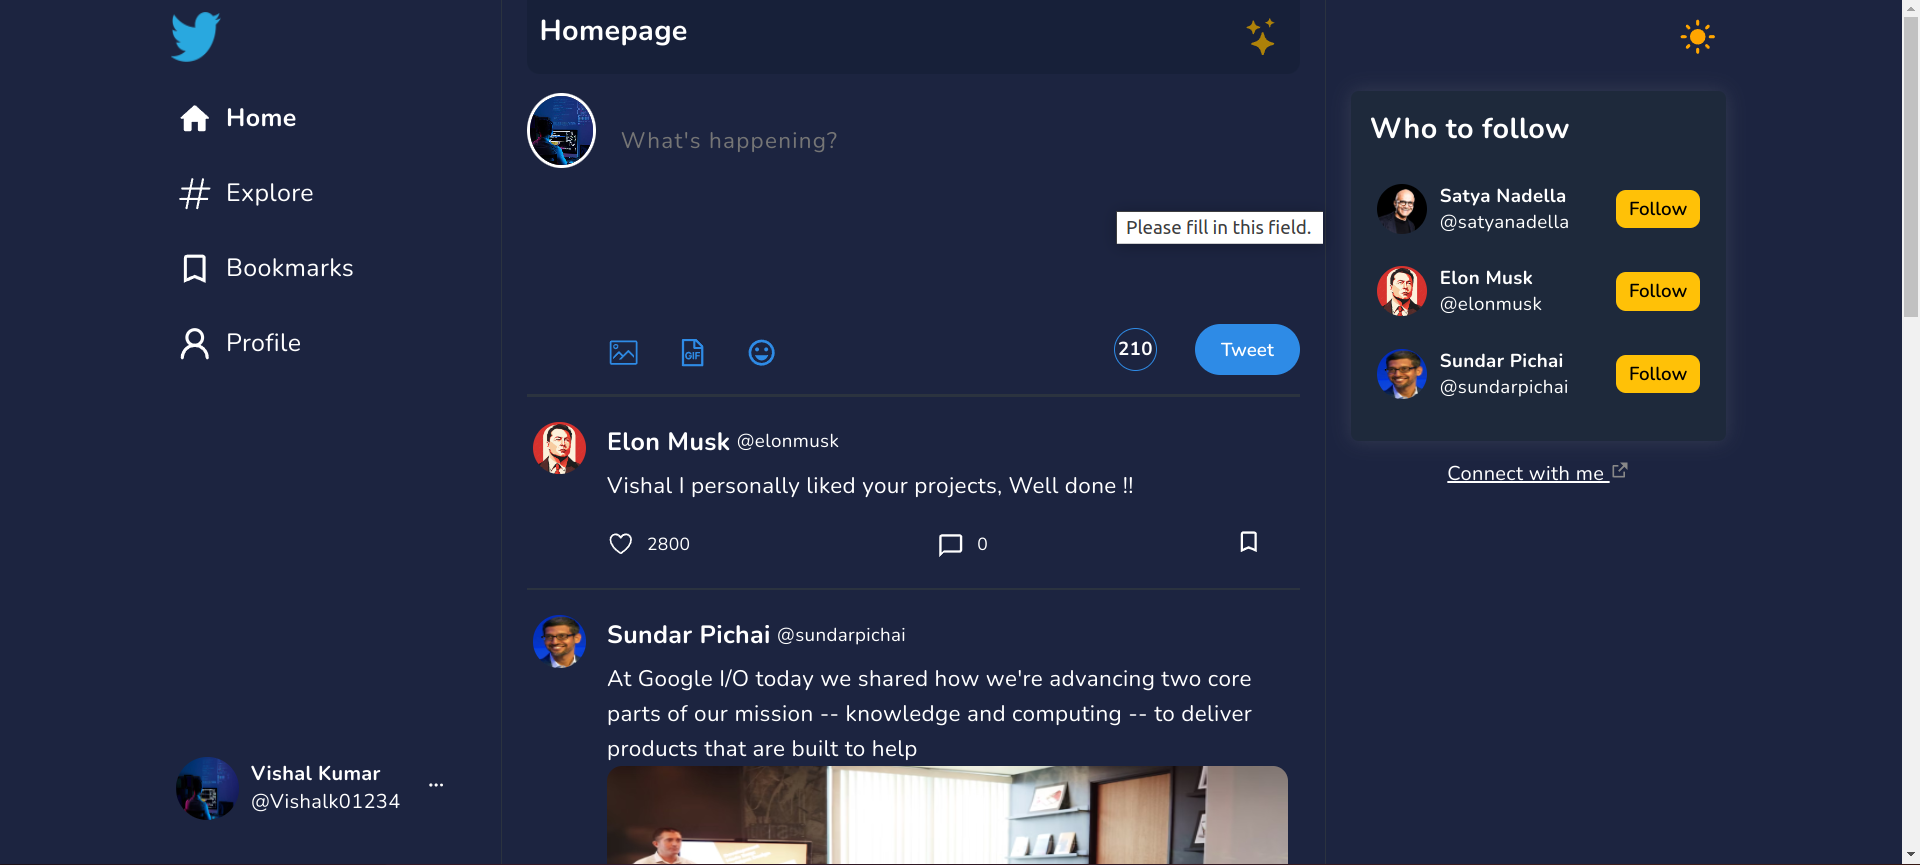 Homepage
Home
Explore
Bookmarks
Profile
Vishal Kumar
@Vishalk01234
...
What's happening?
Please fill in this field.
GIF
210
Tweet
Elon Musk @elonmusk
Vishal I personally liked your projects, Well done !!
2800
0
Sundar Pichai @sundarpichai
At Google I/O today we shared how we're advancing two core
parts of our mission -- knowledge and computing -- to deliver
products that are built to help
Who to follow
Satya Nadella
@satyanadella
Follow
Elon Musk
@elonmusk
Follow
Sundar Pichai
@sundarpichai
Follow
Connect with me